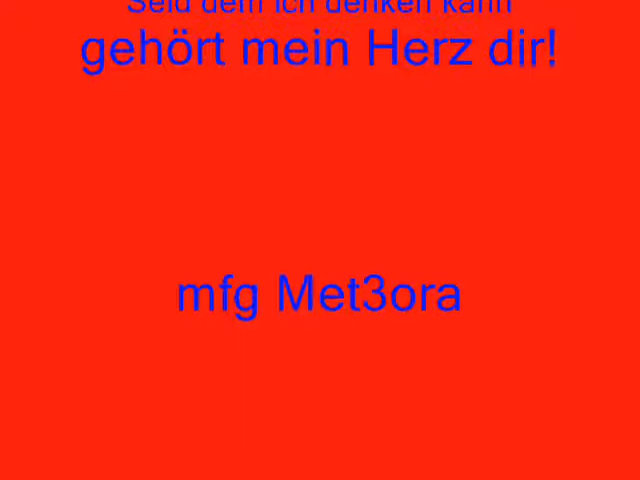 Seid dem ich denken kann
gehört mein Herz dir!
mfg Met3ora